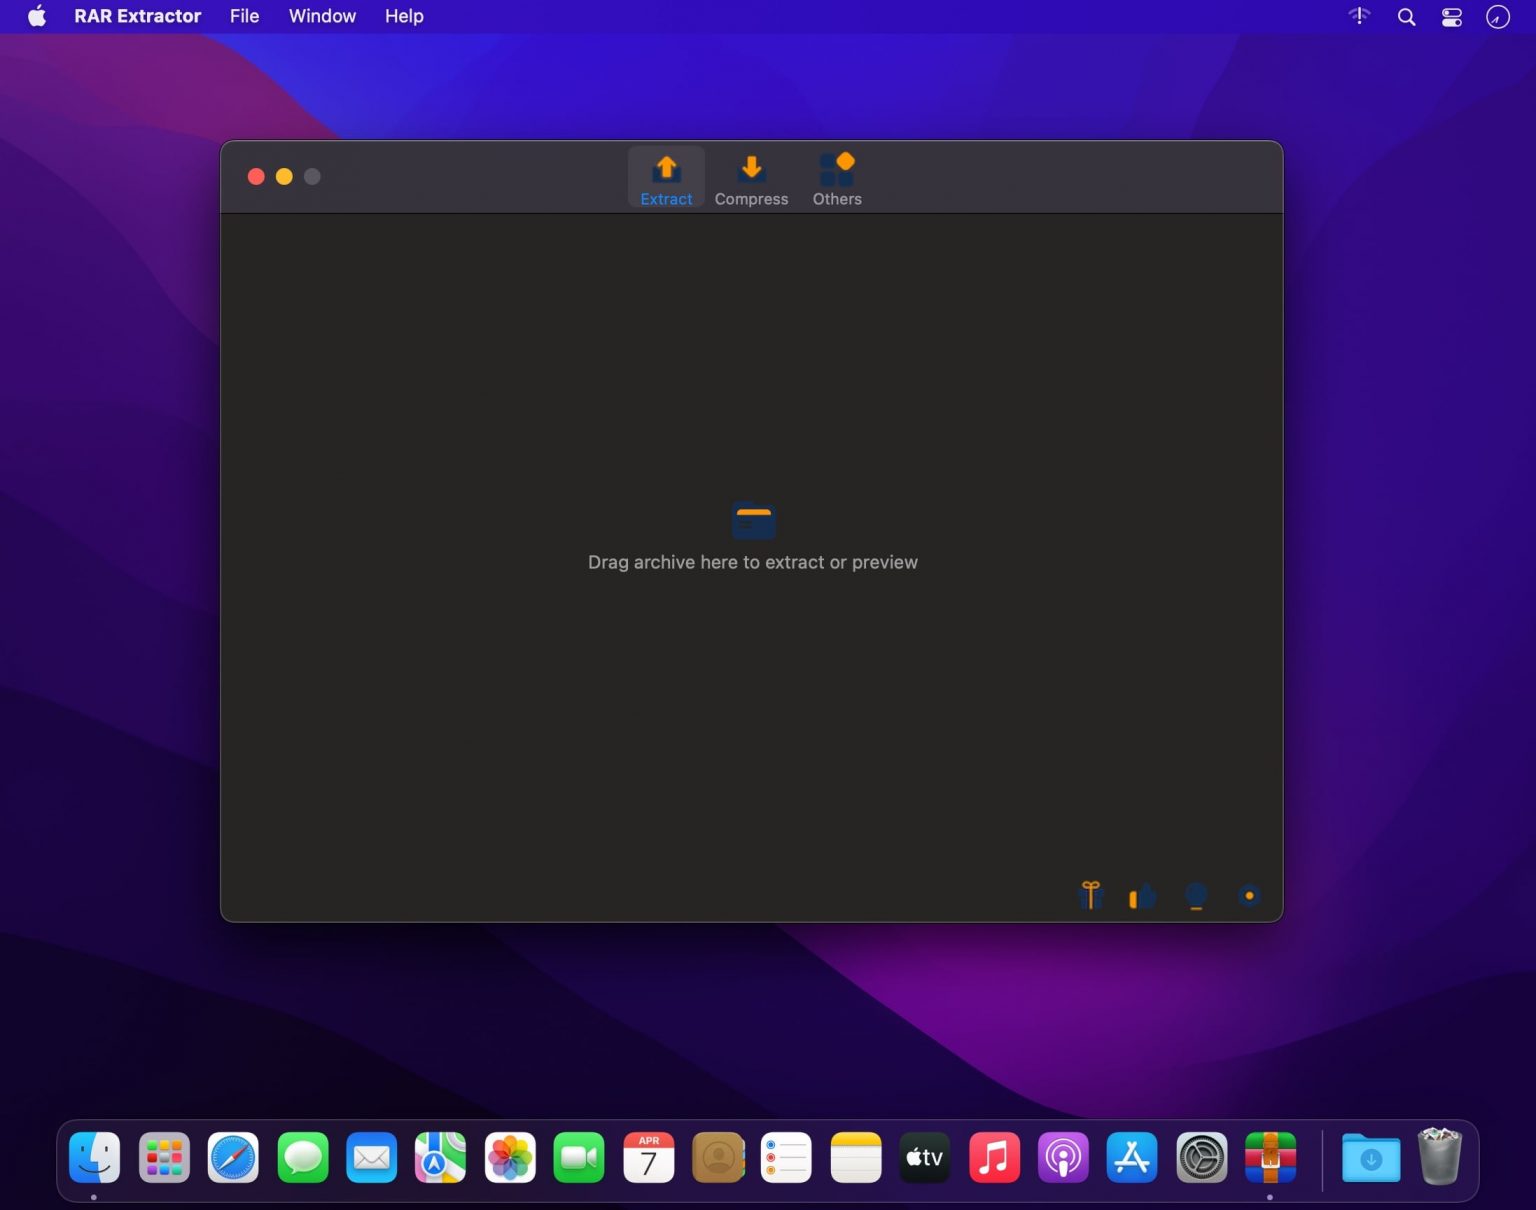 RAR Extractor File Window Help
Extract Compress Others
Drag archive here to extract or preview
APR
7
tv